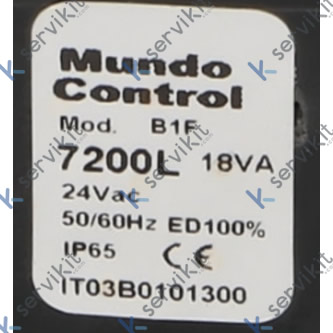 Mundo
Control
Mod. B1F
7200L 18VA
24Vac
50/60Hz ED100%
IP65 CE
IT03B0101300